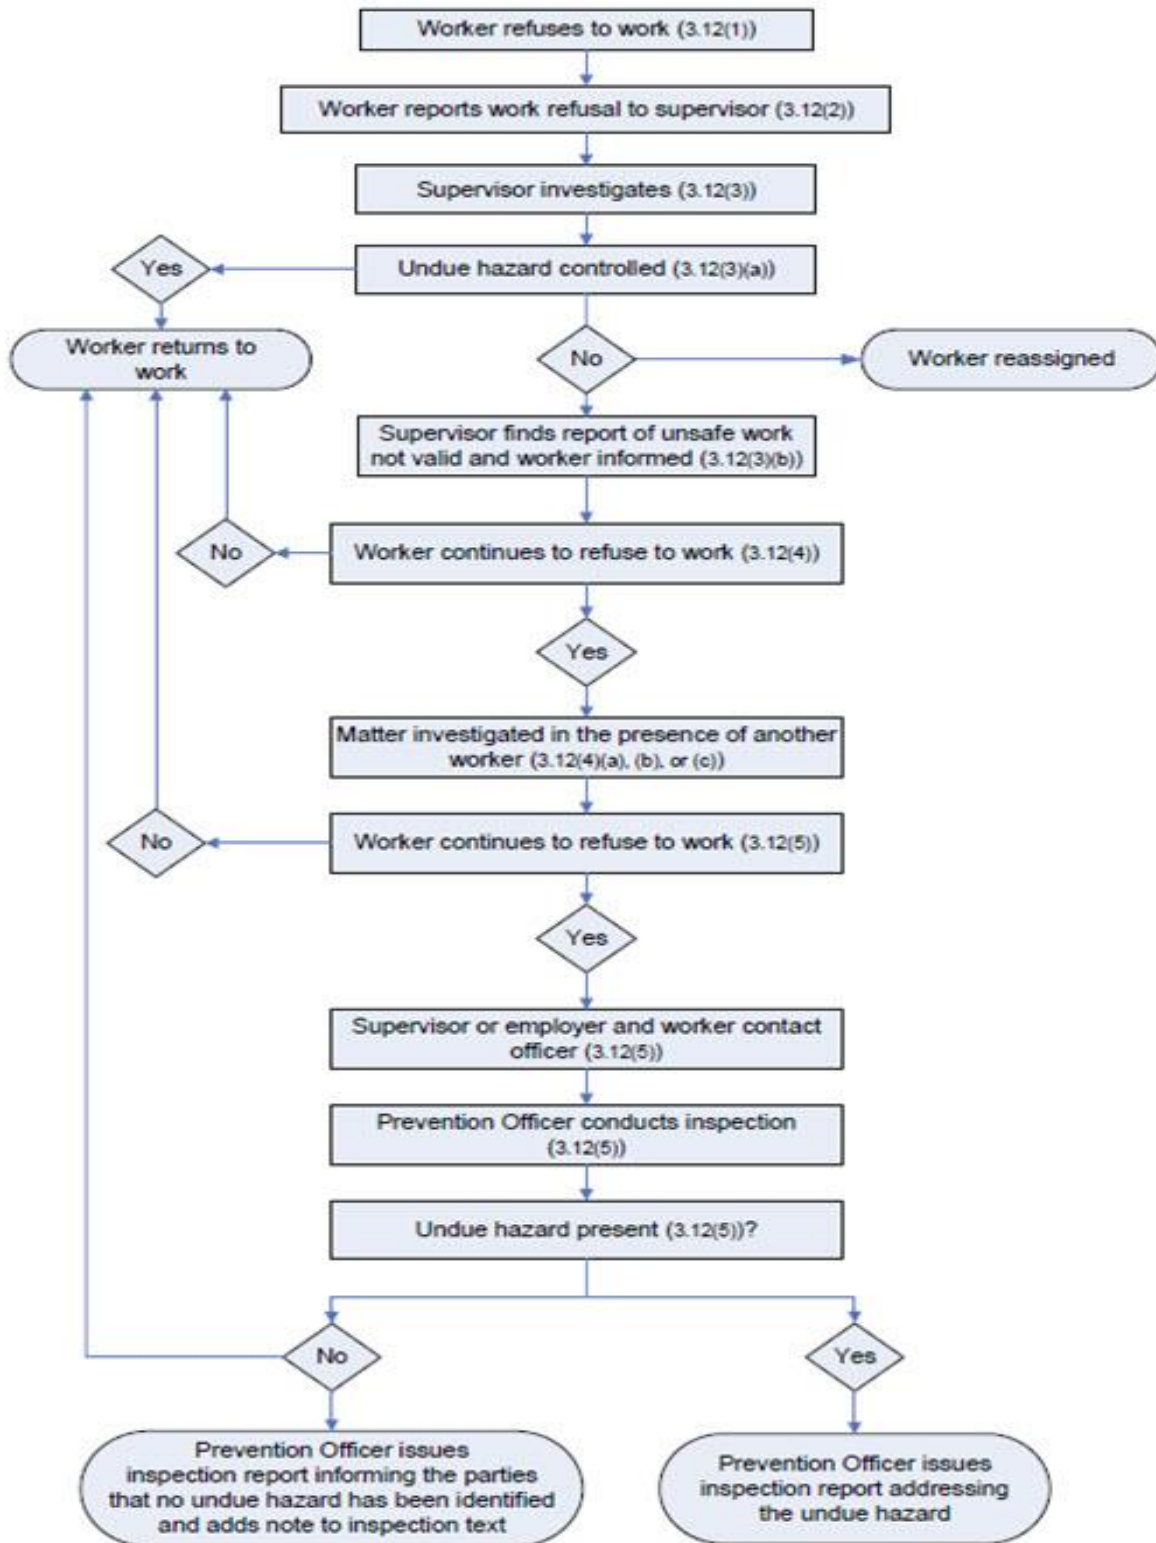 Worker refuses to work (3.12(1))
Worker reports work refusal to supervisor (3.12(2))
Supervisor investigates (3.12(3))
Yes
Undue hazard controlled (3.12(3)(a))
Worker returns to
work
No
Worker reassigned
Supervisor finds report of unsafe work
not valid and worker informed (3.12(3)(b))
No
Worker continues to refuse to work (3.12(4))
Yes
Matter investigated in the presence of another
worker (3.12(4)(a), (b), or (c))
No
Worker continues to refuse to work (3.12(5))
Yes
Supervisor or employer and worker contact
officer (3.12(5))
Prevention Officer conducts inspection
(3.12(5))
Undue hazard present (3.12(5))?
No
Yes
Prevention Officer issues
inspection report informing the parties
that no undue hazard has been identified
and adds note to inspection text
Prevention Officer issues
inspection report addressing
the undue hazard